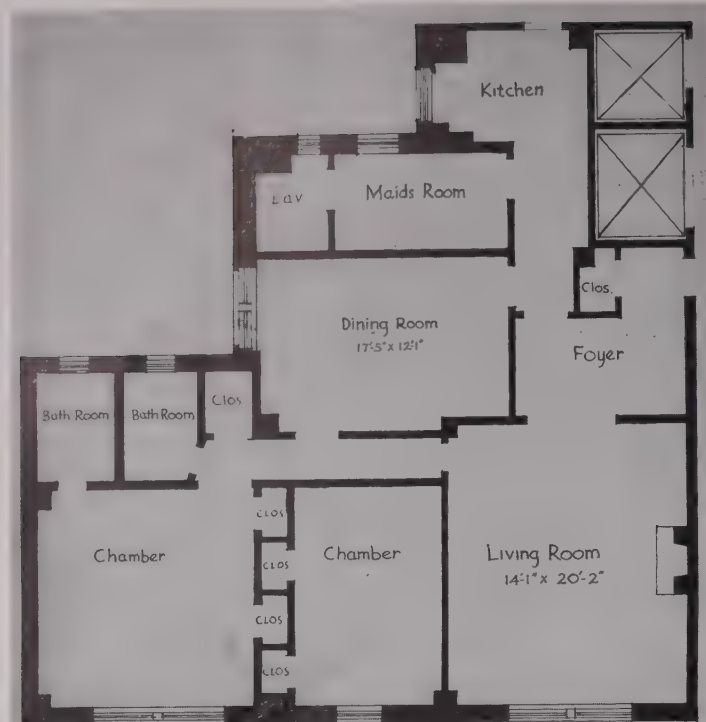 Kitchen
Lav
Maids Room
Clos.
Dining Room
17'-5" x 12'-1"
Foyer
Bath Room
Bath Room
Clos
CLOS
Chamber
CLOS
Chamber
Living Room
14'-1" x 20'-2"
CLOS
CLOS